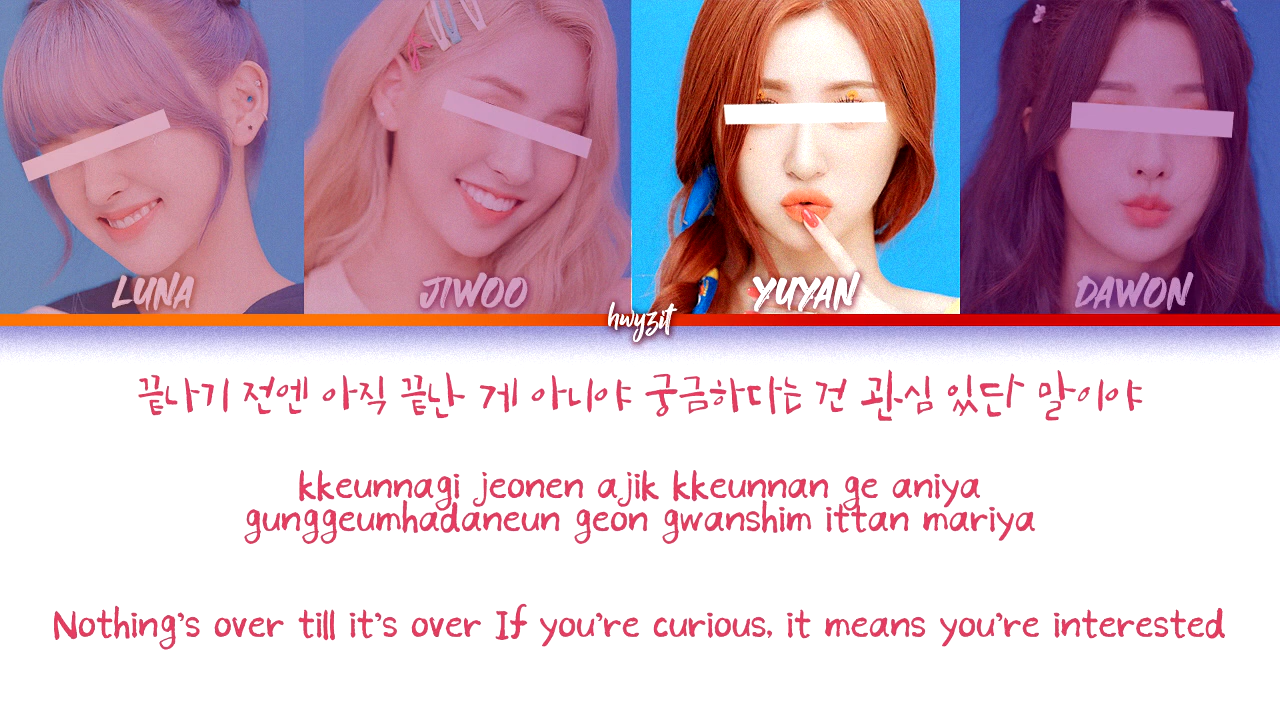 LUNA
JIWOO
YUYAN
DAWON
hwyzit
끝나기 전엔 아직 끝난 게 아니야 궁금하다는 건 관심 있단 말이야
kkeunnagi jeonen ajik kkeunnan ge aniya
gunggeumhadaneun geon gwanshim ittan mariya
Nothing's over till it's over If you're curious, it means you're interested